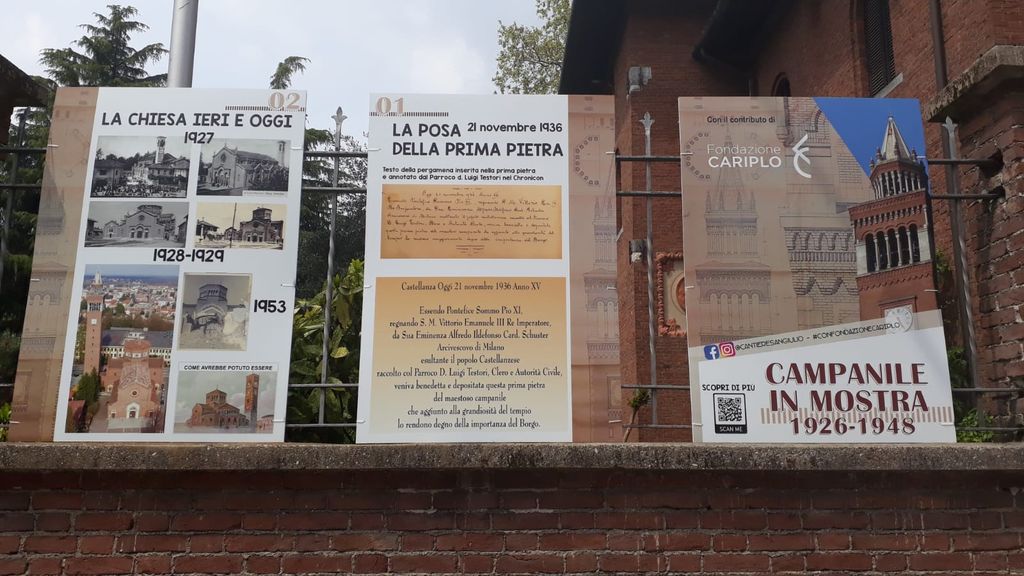 02
LA CHIESA IERI E OGGI
1927
1928-1929
1953
COME AVREBBE POTUTO ESSERE
01
LA POSA 21 novembre 1936
DELLA PRIMA PIETRA
Testo della pergamena inserita nella prima pietra
e annotato dal Parroco d. Luigi Testori nel Chronicon
Castellanza Oggi 21 novembre 1936 Anno XV
Essendo Pontefice Sommo Pio XI,
regnando S. M. Vittorio Emanuele III Re Imperatore,
da Sua Eminenza Alfredo Ildefonso Card. Schuster
Arcivescovo di Milano
esultante il popolo Castellanzese
raccolto col Parroco D. Luigi Testori, Clero e Autorità Civile,
veniva benedetta e depositata questa prima pietra
del maestoso campanile
che aggiunto alla grandiosità del tempio
lo rendono degno della importanza del Borgo.
Con il contributo di
Fondazione
CARIPLO
@CANTIEREDISANGIULIO - #CONFONDAZIONECARIPLO
SCOPRI DI PIÙ
SCAN ME
CAMPANILE
IN MOSTRA
1926-1948